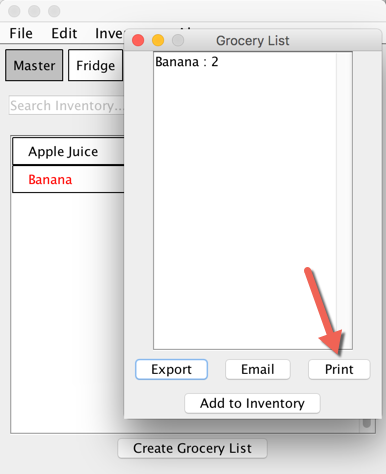 Grocery List
File Edit
Master Fridge
Search Inventory...
Apple Juice
Banana
Banana : 2
Export Email Print
Add to Inventory
Create Grocery List